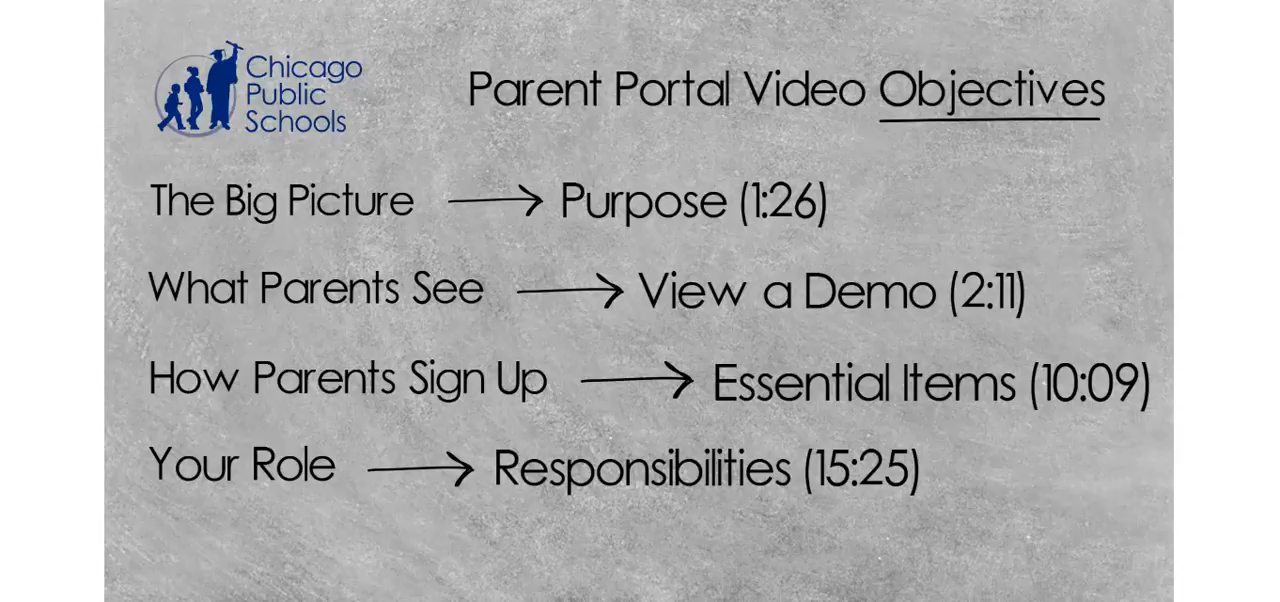 Chicago
Public
Schools
Parent Portal Video Objectives
The Big Picture → Purpose (1:26)
What Parents See → View a Demo (2:11)
How Parents Sign Up → Essential Items (10:09)
Your Role → Responsibilities (15:25)